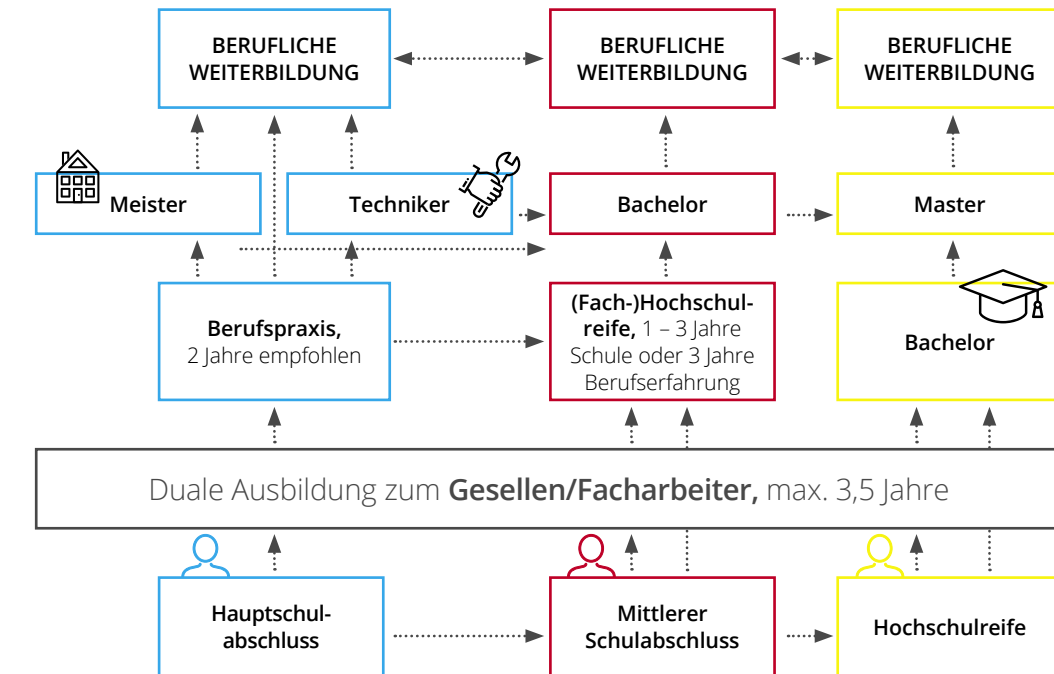 BERUFLICHE
WEITERBILDUNG
BERUFLICHE
WEITERBILDUNG
BERUFLICHE
WEITERBILDUNG
Meister
Techniker
Bachelor
Master
Berufspraxis,
2 Jahre empfohlen
(Fach-)Hochschul-
reife, 1 – 3 Jahre
Schule oder 3 Jahre
Berufserfahrung
Bachelor
Duale Ausbildung zum Gesellen/Facharbeiter, max. 3,5 Jahre
Hauptschul-
abschluss
Mittlerer
Schulabschluss
Hochschulreife